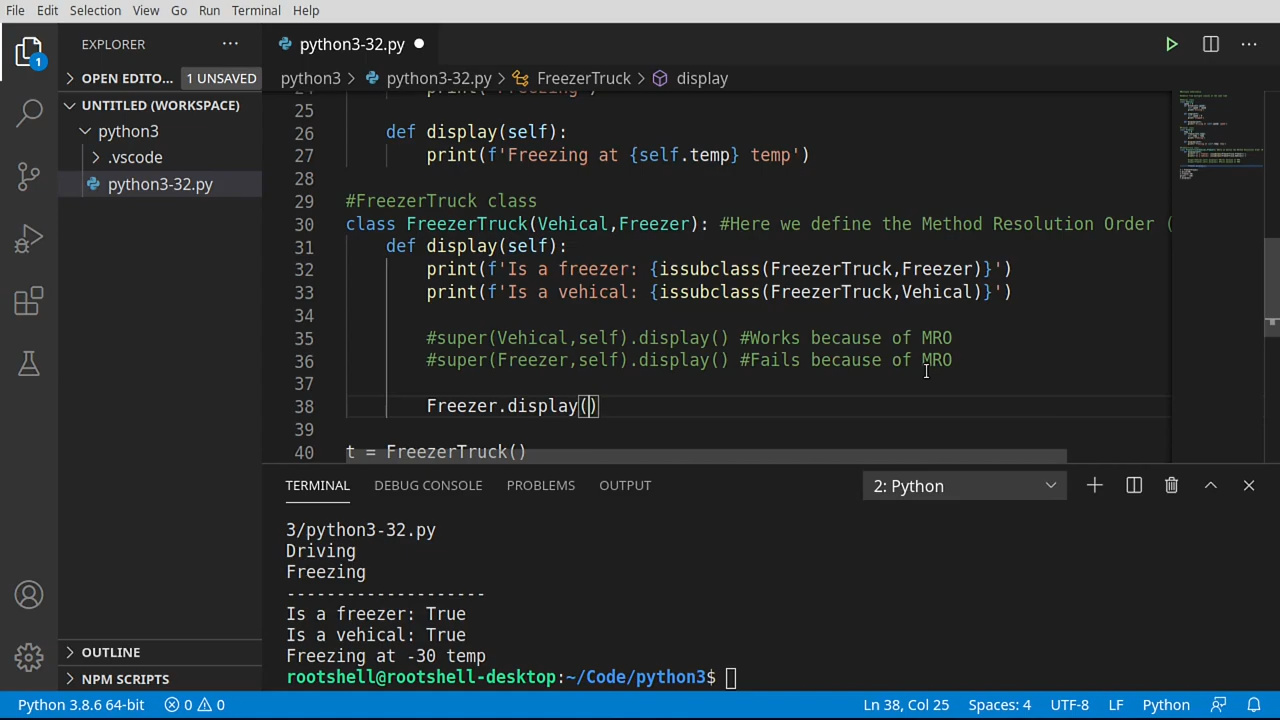 File Edit Selection View Go Run Terminal Help
EXPLORER
python3-32.py
1
OPEN EDITO... 1 UNSAVED
python3 > python3-32.py > FreezerTruck > display
UNTITLED (WORKSPACE)
python3
.vscode
python3-32.py
25
26 def display(self):
27 print(f'Freezing at {self.temp} temp')
28
29 #FreezerTruck class
30 class FreezerTruck(Vehical,Freezer): #Here we define the Method Resolution Order (
31 def display(self):
32 print(f'Is a freezer: {issubclass(FreezerTruck,Freezer)}')
33 print(f'Is a vehical: {issubclass(FreezerTruck,Vehical)}')
34
35 #super(Vehical,self).display() #Works because of MRO
36 #super(Freezer,self).display() #Fails because of MRO
37
38 Freezer.display()
39
40 t = FreezerTruck()
TERMINAL DEBUG CONSOLE PROBLEMS OUTPUT 2: Python
3/python3-32.py
Driving
Freezing
-------------------
Is a freezer: True
Is a vehical: True
Freezing at -30 temp
rootshell@rootshell-desktop:~/Code/python3$
OUTLINE
NPM SCRIPTS
Python 3.8.6 64-bit 0 0 Ln 38, Col 25 Spaces: 4 UTF-8 LF Python